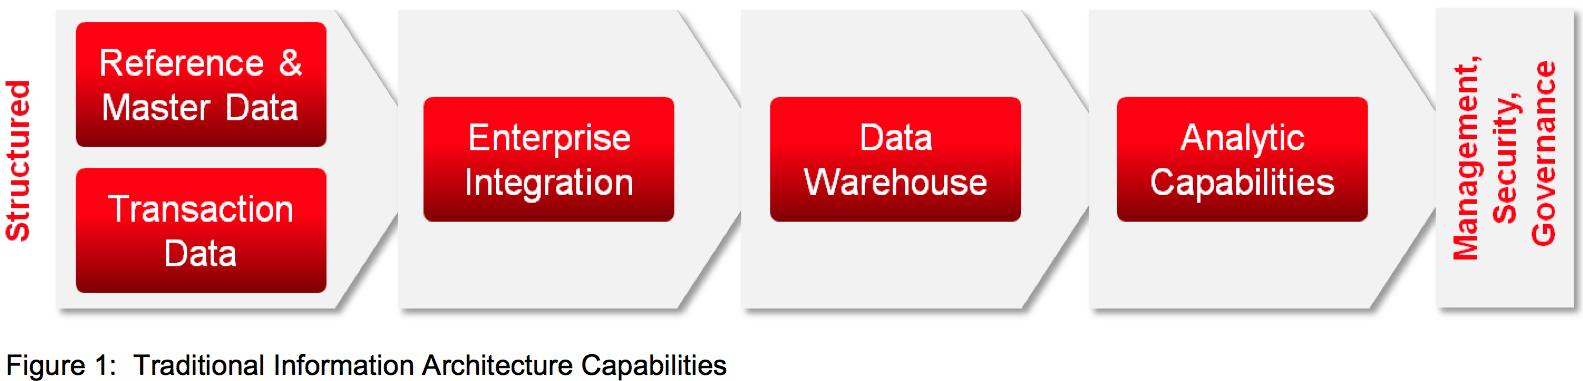 Structured
Reference &
Master Data
Transaction
Data
Enterprise
Integration
Data
Warehouse
Analytic
Capabilities
Management,
Security,
Governance
Figure 1:  Traditional Information Architecture Capabilities